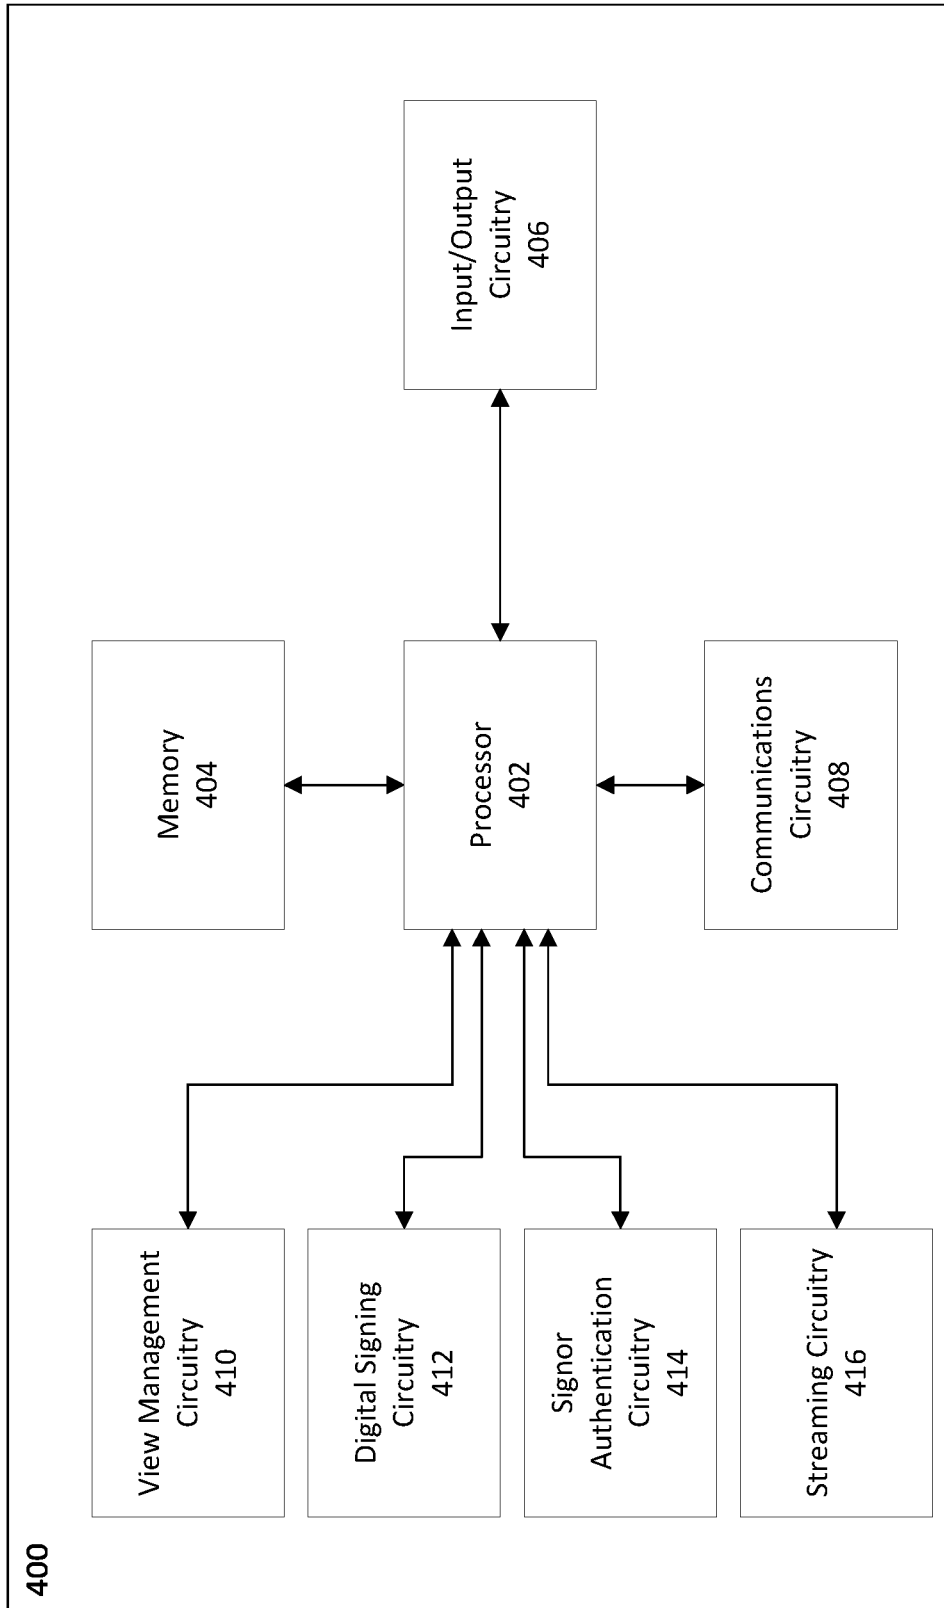 400
View Management
Circuitry
410
Digital Signing
Circuitry
412
Signor
Authentication
Circuitry
414
Streaming Circuitry
416
Memory
404
Processor
402
Communications
Circuitry
408
Input/Output
Circuitry
406